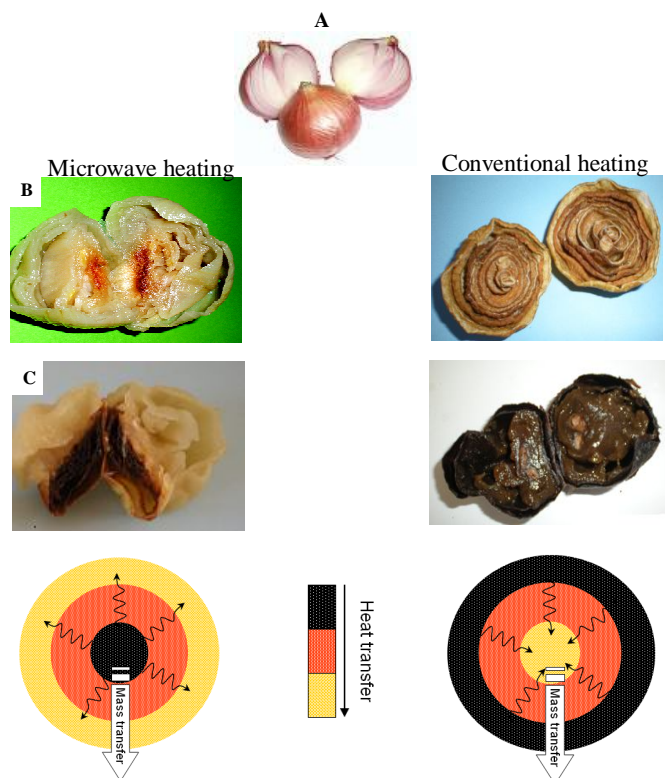 A
Microwave heating
Conventional heating
B
C
Heat transfer
Mass transfer
Mass transfer